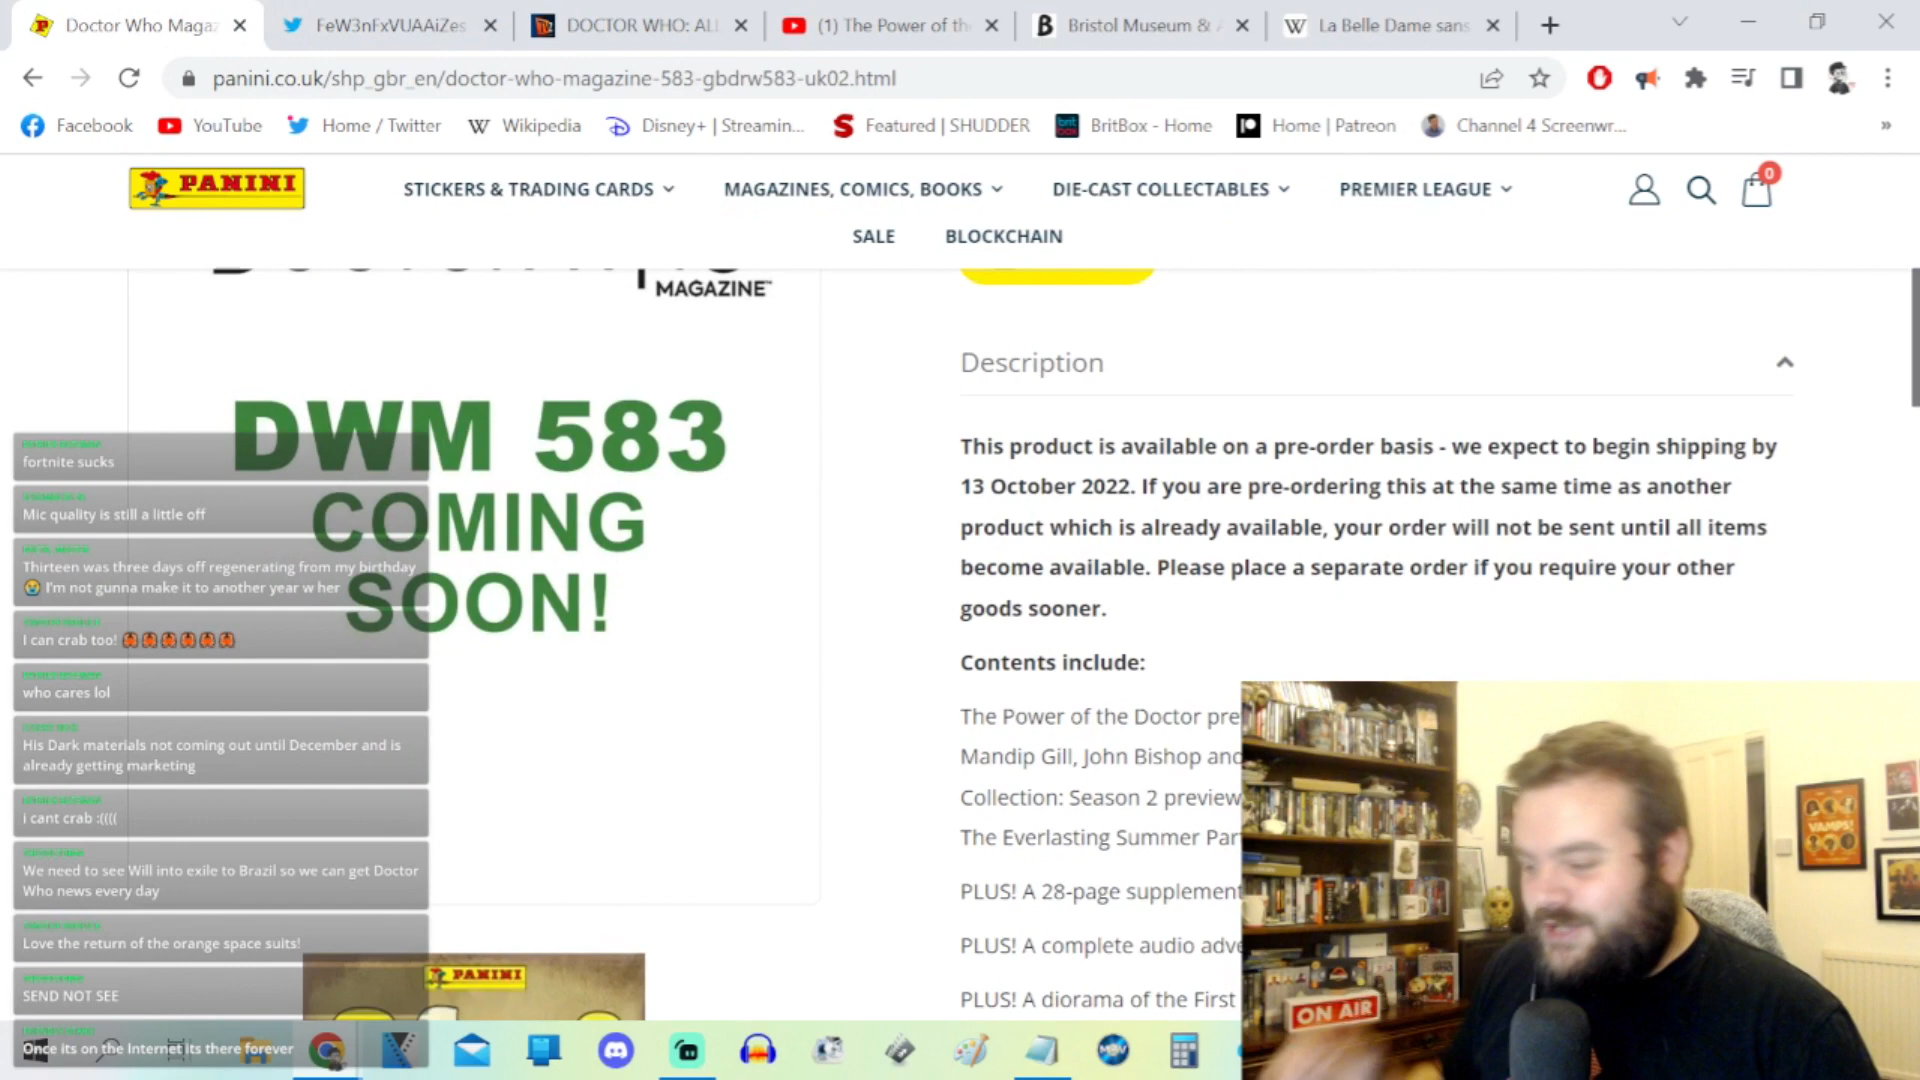 Doctor Who Magaz
FeW3nFxVUAAiZes
DOCTOR WHO: AL
(1) The Power of th
Bristol Museum & A
La Belle Dame sans
panini.co.uk/shp_gbr_en/doctor-who-magazine-583-gbdrw583-uk02.html
Facebook
YouTube
Home / Twitter
Wikipedia
Disney+ | Streamin...
Featured | SHUDDER
BritBox - Home
Home | Patreon
Channel 4 Screenwr...
PANINI
STICKERS & TRADING CARDS
MAGAZINES, COMICS, BOOKS
DIE-CAST COLLECTABLES
PREMIER LEAGUE
0
SALE
BLOCKCHAIN
MAGAZINE
DWM 583
COMING
SOON!
Description
This product is available on a pre-order basis - we expect to begin shipping by
13 October 2022. If you are pre-ordering this at the same time as another
product which is already available, your order will not be sent until all items
become available. Please place a separate order if you require your other
goods sooner.
Contents include:
The Power of the Doctor pre
Mandip Gill, John Bishop and
Collection: Season 2 preview
The Everlasting Summer Par
PLUS! A 28-page supplement
PLUS! A complete audio adve
PLUS! A diorama of the First
fortnite sucks
Mic quality is still a little off
Thirteen was three days off regenerating from my birthday
😭 I'm not gunna make it to another year w her
I can crab too! 🦀🦀🦀🦀🦀🦀
who cares lol
His Dark materials not coming out until December and is
already getting marketing
i cant crab :((((
We need to see Will into exile to Brazil so we can get Doctor
Who news every day
Love the return of the orange space suits!
SEND NOT SEE
Once its on the Internet its there forever
PANINI
VAMPS!
ON AIR